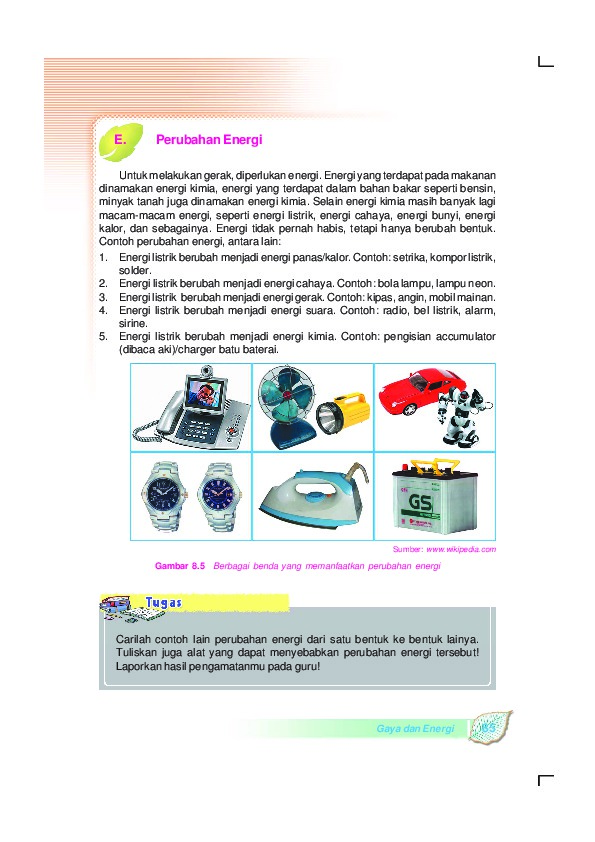 E. Perubahan Energi
Untuk melakukan gerak, diperlukan energi. Energi yang terdapat pada makanan
dinamakan energi kimia, energi yang terdapat dalam bahan bakar seperti bensin,
minyak tanah juga dinamakan energi kimia. Selain energi kimia masih banyak lagi
macam-macam energi, seperti energi listrik, energi cahaya, energi bunyi, energi
kalor, dan sebagainya. Energi tidak pernah habis, tetapi hanya berubah bentuk.
Contoh perubahan energi, antara lain:
1. Energi listrik berubah menjadi energi panas/kalor. Contoh: setrika, kompor listrik,
solder.
2. Energi listrik berubah menjadi energi cahaya. Contoh: bola lampu, lampu neon.
3. Energi listrik berubah menjadi energi gerak. Contoh: kipas, angin, mobil mainan.
4. Energi listrik berubah menjadi energi suara. Contoh: radio, bel listrik, alarm,
sirine.
5. Energi listrik berubah menjadi energi kimia. Contoh: pengisian accumulator
(dibaca aki)/charger batu baterai.
GS
Sumber: www.wikipedia.com
Gambar 8.5 Berbagai benda yang memanfaatkan perubahan energi
Tugas
Carilah contoh lain perubahan energi dari satu bentuk ke bentuk lainya.
Tuliskan juga alat yang dapat menyebabkan perubahan energi tersebut!
Laporkan hasil pengamatanmu pada guru!
Gaya dan Energi